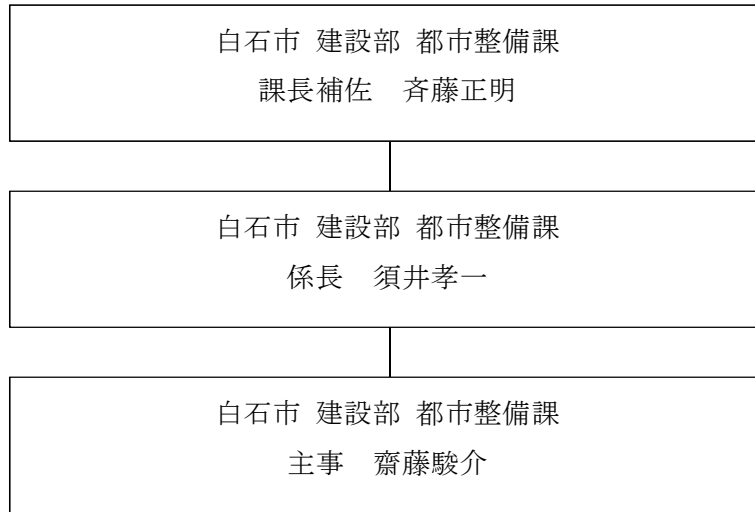 白石市 建設部 都市整備課
課長補佐　斉藤正明
白石市 建設部 都市整備課
係長　須井孝一
白石市 建設部 都市整備課
主事　齋藤駿介